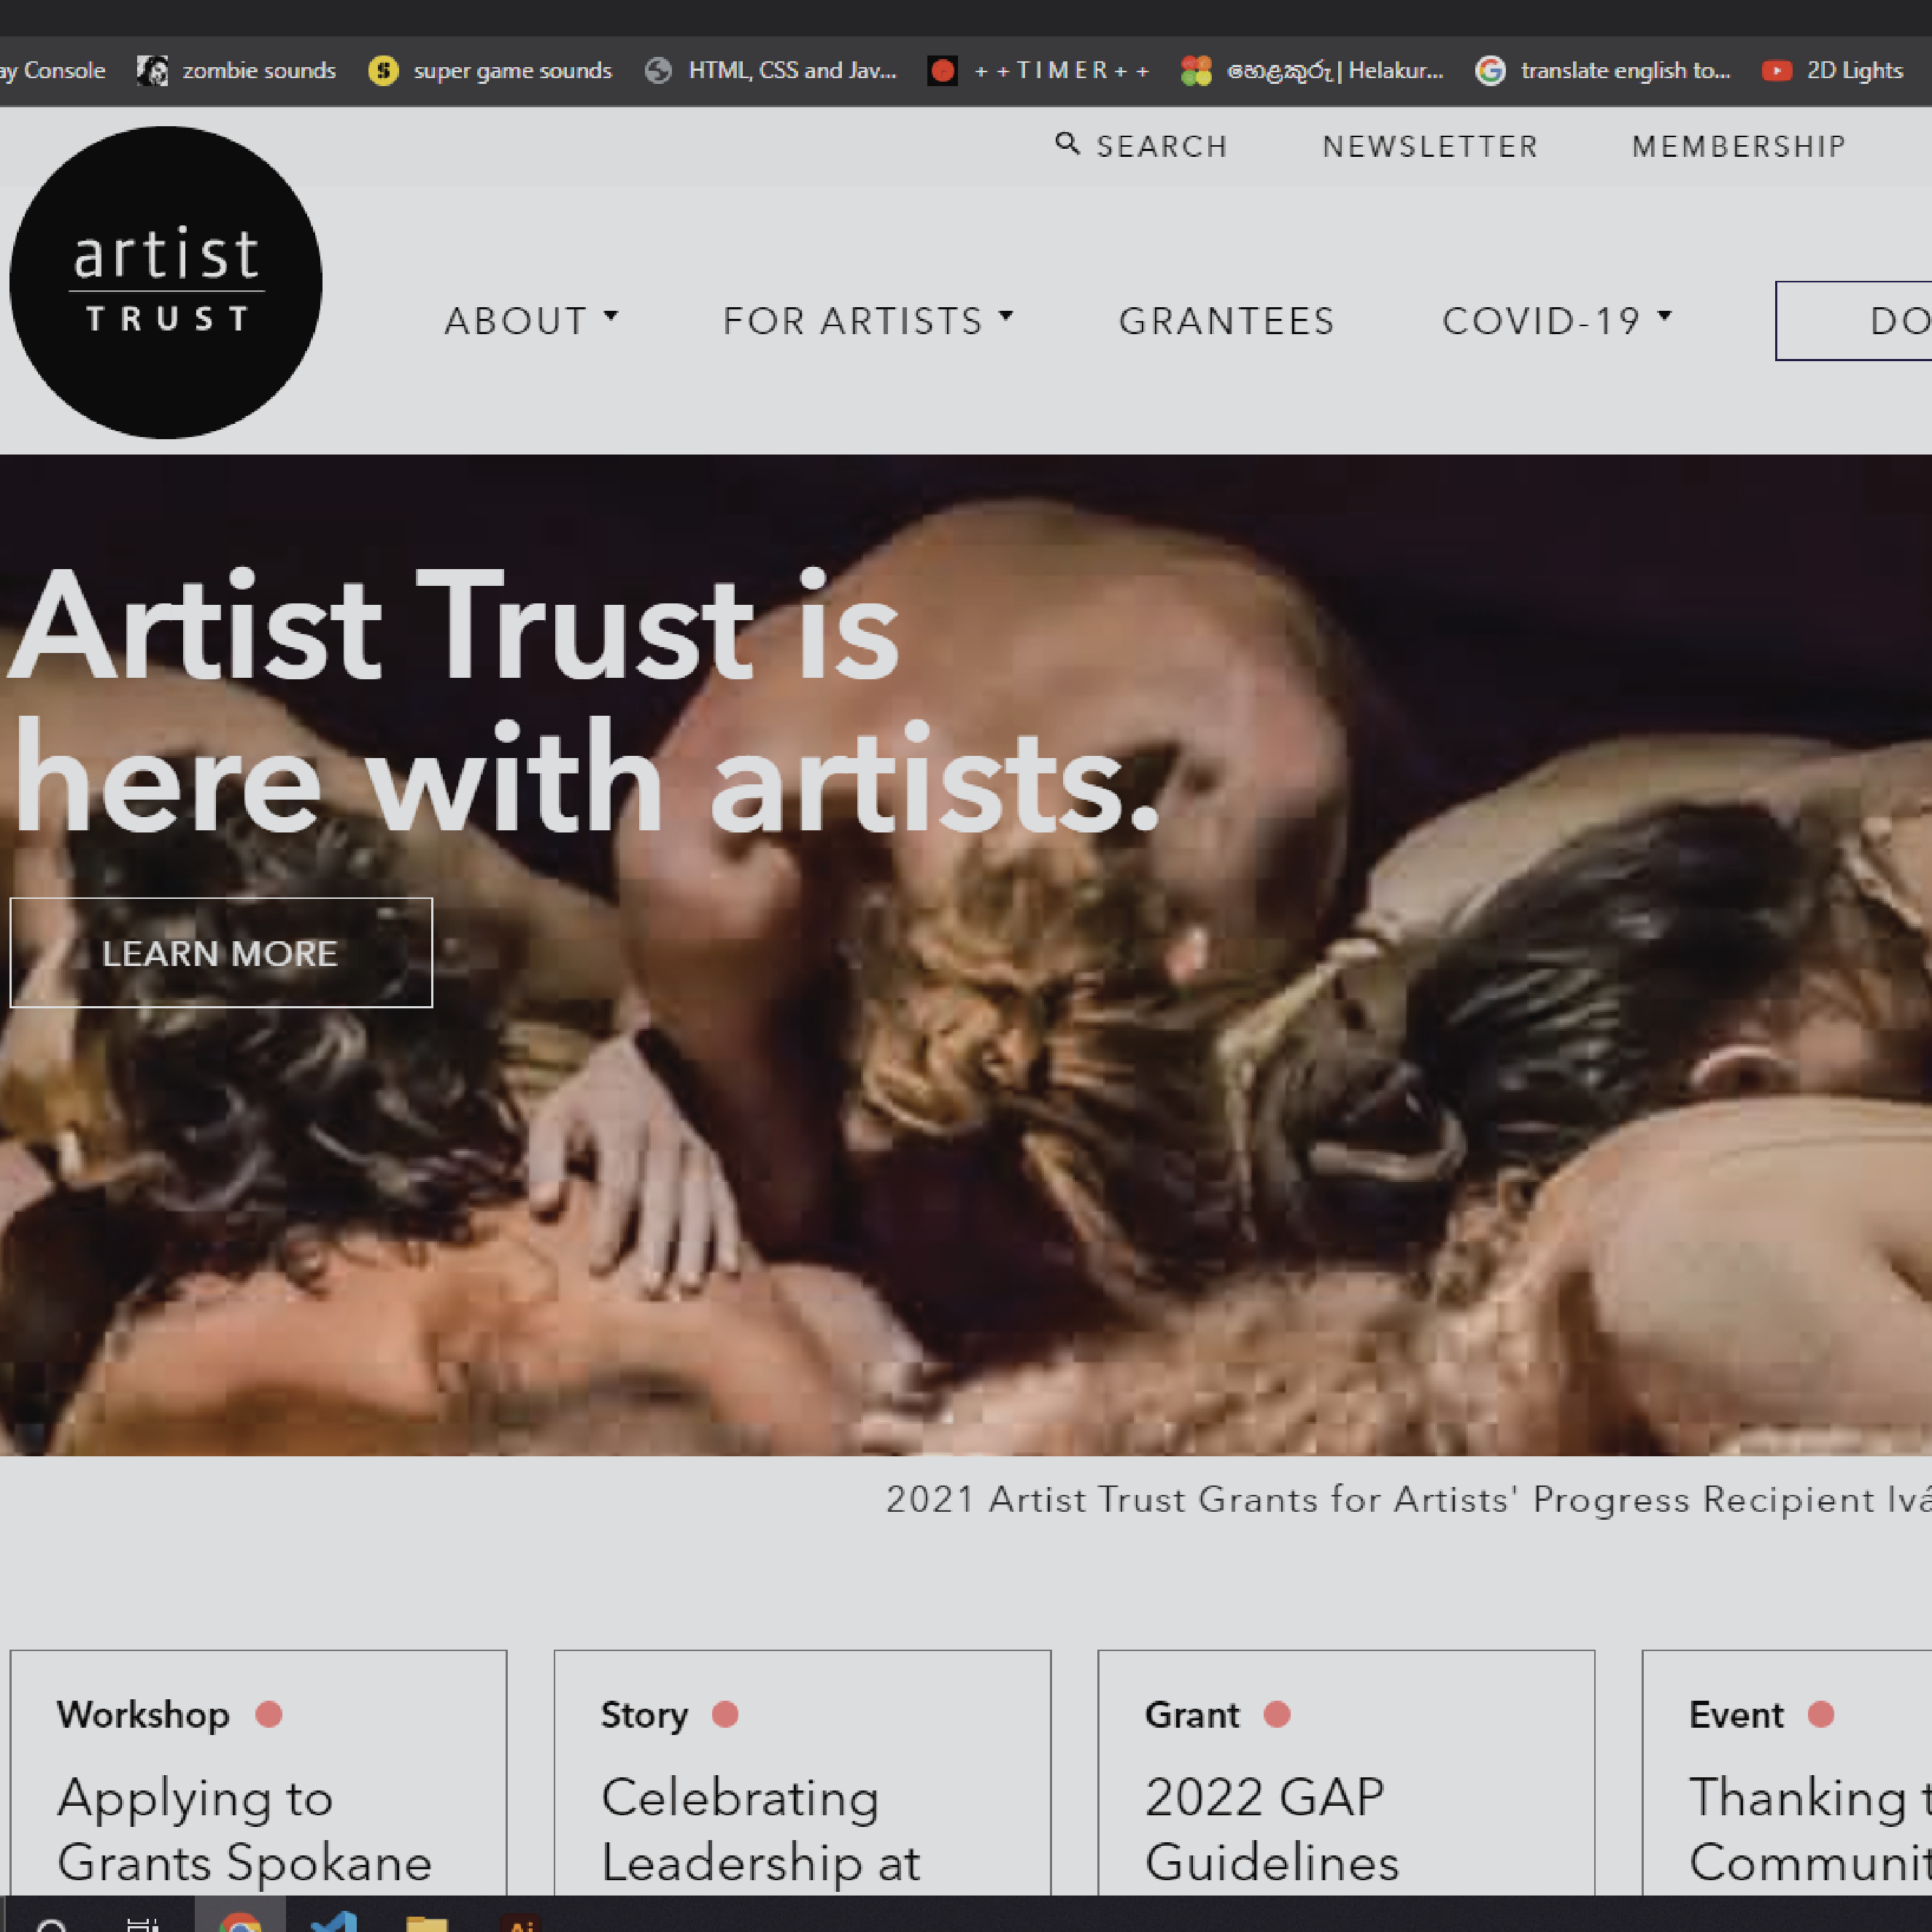 ay Console zombie sounds super game sounds HTML, CSS and Jav... + + T I M E R + + හෙළකුරු | Helakur... translate english to... 2D Lights
SEARCH NEWSLETTER MEMBERSHIP
artist
TRUST
ABOUT FOR ARTISTS GRANTEES COVID-19 DO
Artist Trust is
here with artists.
LEARN MORE
2021 Artist Trust Grants for Artists' Progress Recipient Ivá
Workshop
Applying to
Grants Spokane
Story
Celebrating
Leadership at
Grant
2022 GAP
Guidelines
Event
Thanking t
Communit
Ai